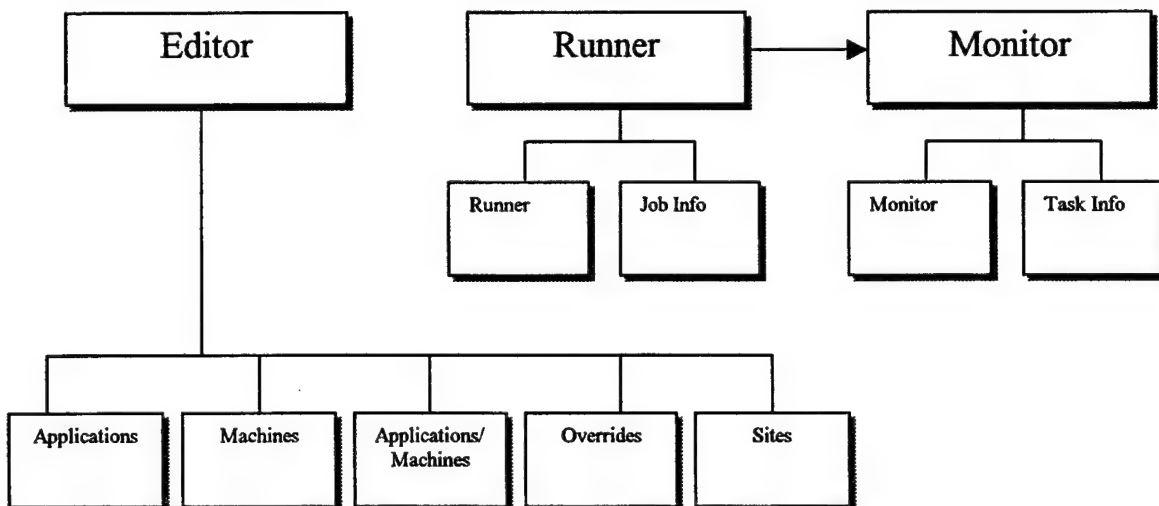 Editor
Runner
Monitor
Runner
Job Info
Monitor
Task Info
Applications
Machines
Applications/
Machines
Overrides
Sites